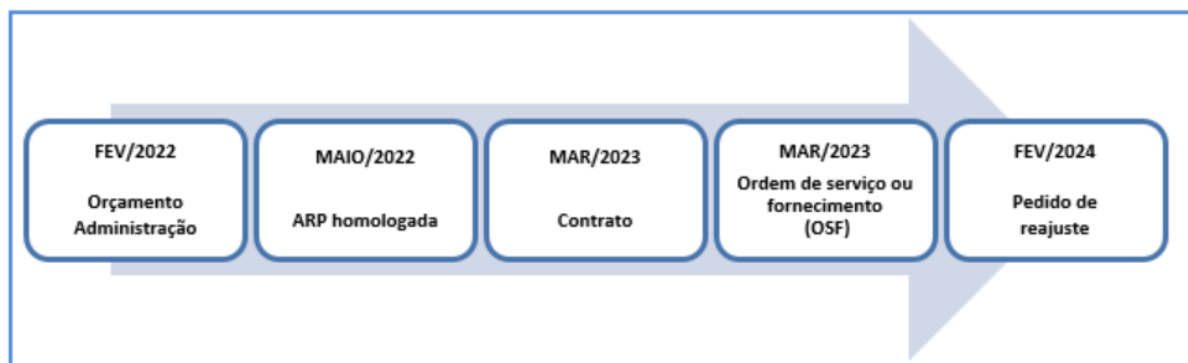 FEV/2022
Orçamento
Administração
MAIO/2022
ARP homologada
MAR/2023
Contrato
MAR/2023
Ordem de serviço ou
fornecimento
(OSF)
FEV/2024
Pedido de
reajuste